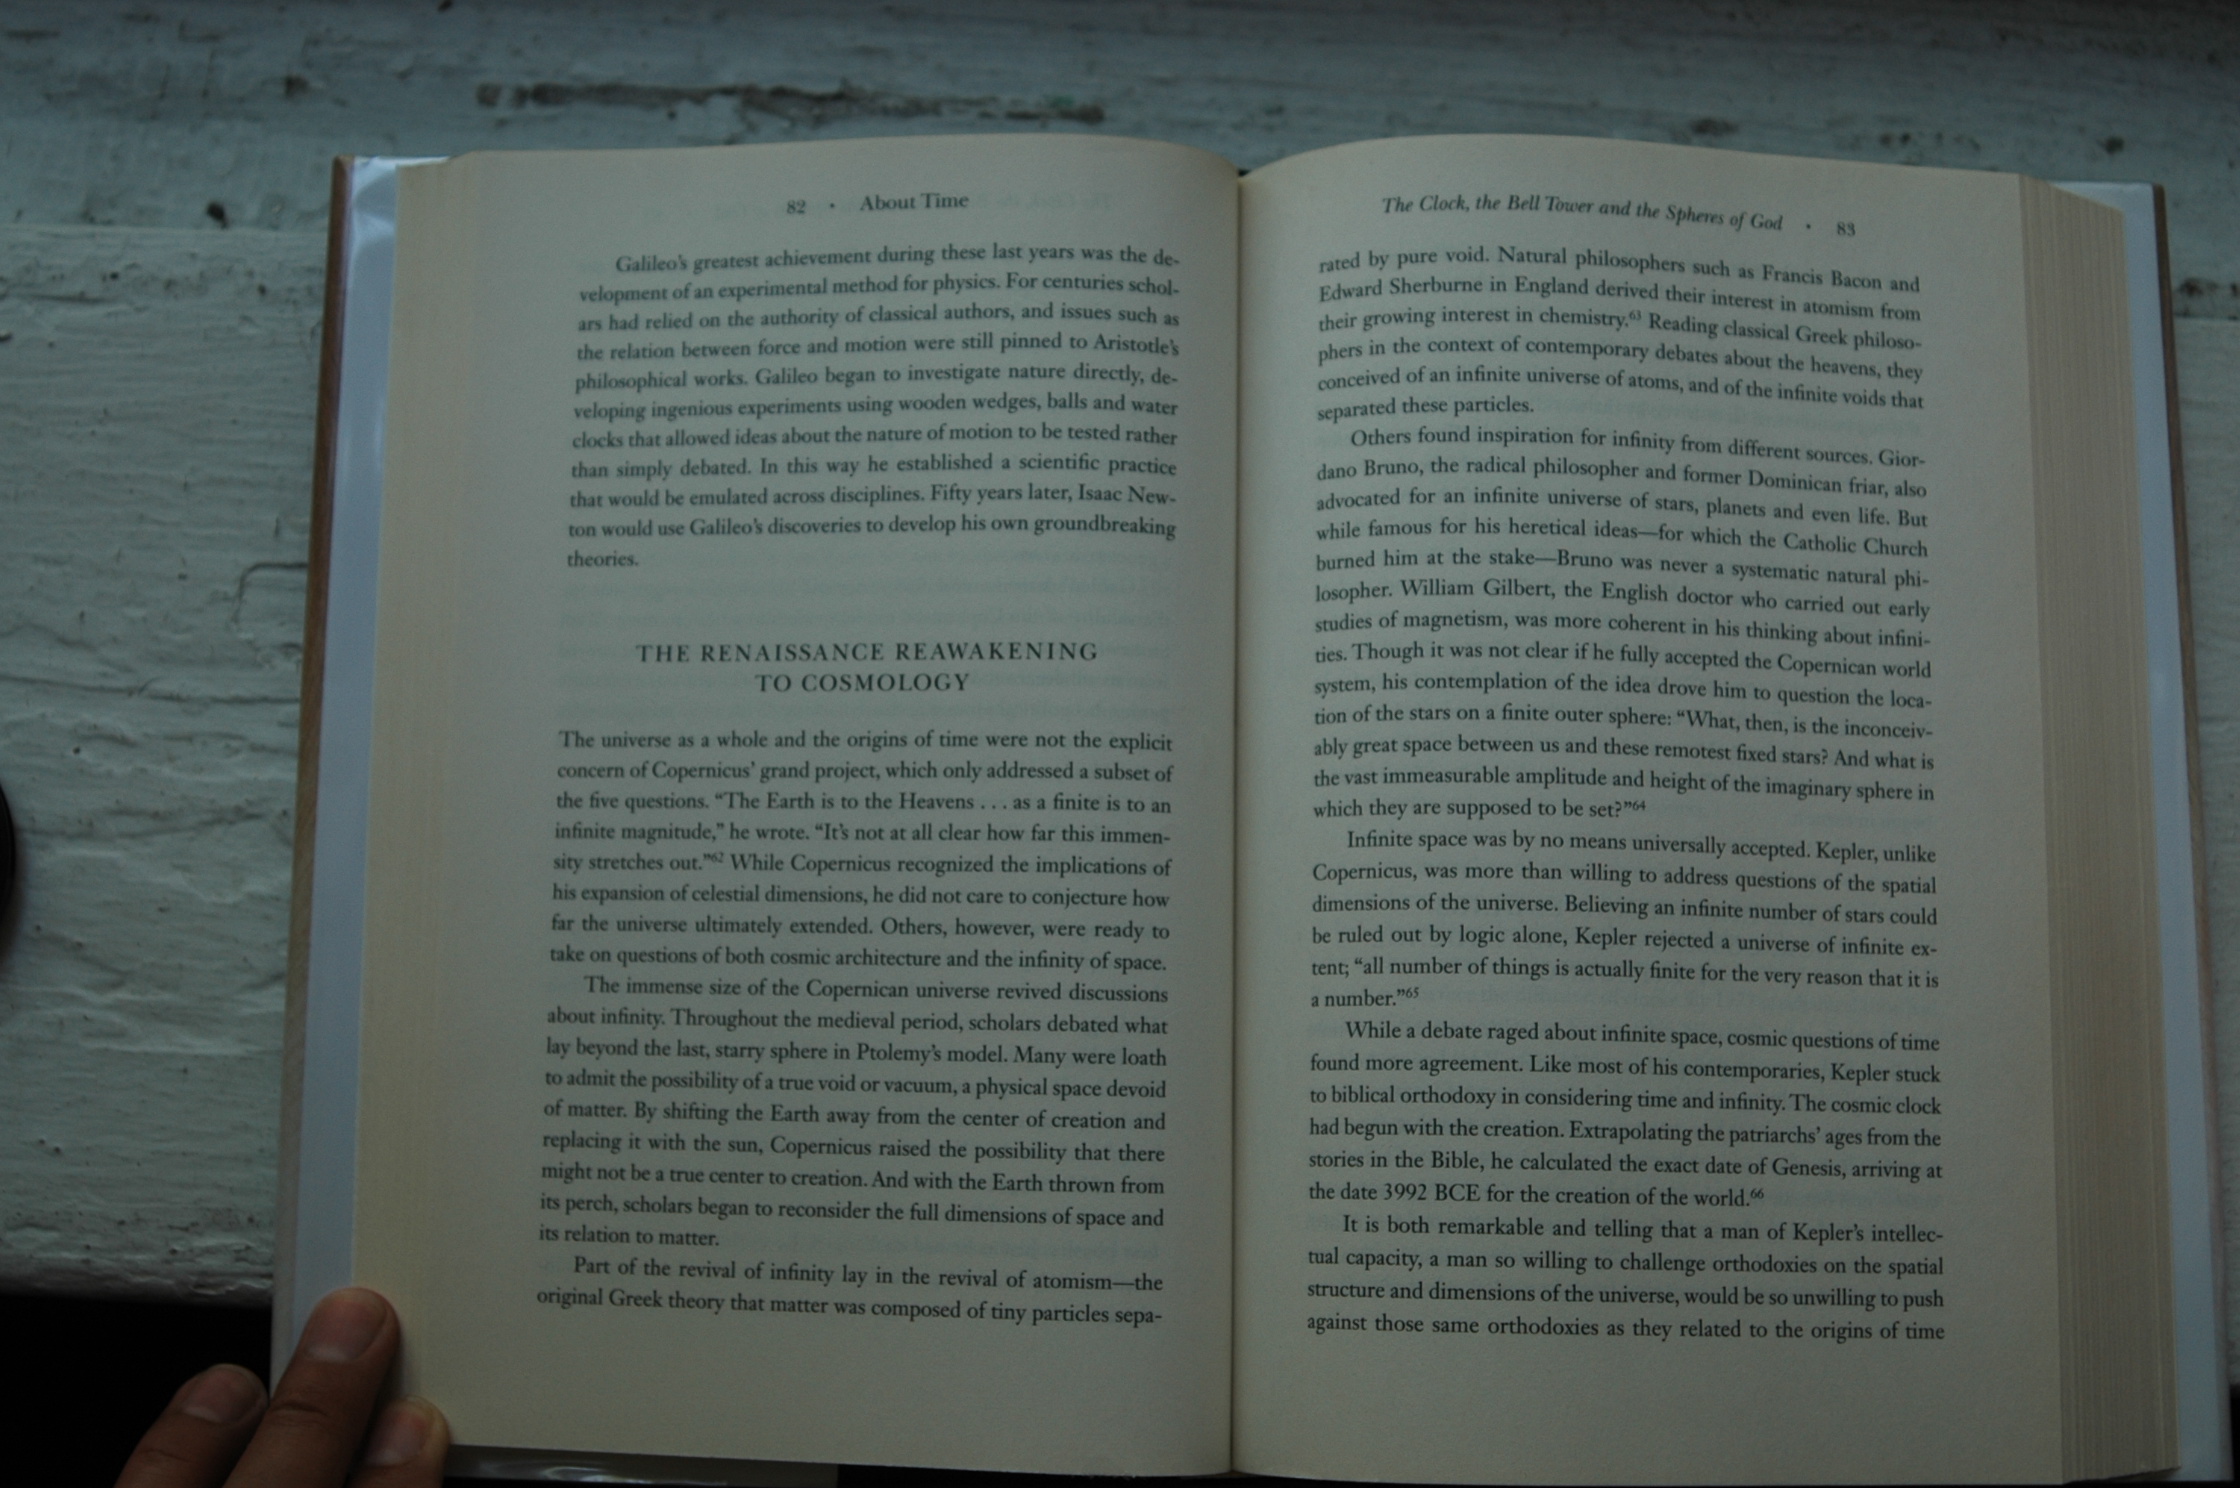 82 • About Time
Galileo's greatest achievement during these last years was the de-
velopment of an experimental method for physics. For centuries schol-
ars had relied on the authority of classical authors, and issues such as
the relation between force and motion were still pinned to Aristotle's
philosophical works. Galileo began to investigate nature directly, de-
veloping ingenious experiments using wooden wedges, balls and water
clocks that allowed ideas about the nature of motion to be tested rather
than simply debated. In this way he established a scientific practice
that would be emulated across disciplines. Fifty years later, Isaac New-
ton would use Galileo's discoveries to develop his own groundbreaking
theories.
THE RENAISSANCE REAWAKENING
TO COSMOLOGY
The universe as a whole and the origins of time were not the explicit
concern of Copernicus' grand project, which only addressed a subset of
the five questions. “The Earth is to the Heavens . . . as a finite is to an
infinite magnitude,” he wrote. “It's not at all clear how far this immen-
sity stretches out.”62 While Copernicus recognized the implications of
his expansion of celestial dimensions, he did not care to conjecture how
far the universe ultimately extended. Others, however, were ready to
take on questions of both cosmic architecture and the infinity of space.
The immense size of the Copernican universe revived discussions
about infinity. Throughout the medieval period, scholars debated what
lay beyond the last, starry sphere in Ptolemy's model. Many were loath
to admit the possibility of a true void or vacuum, a physical space devoid
of matter. By shifting the Earth away from the center of creation and
replacing it with the sun, Copernicus raised the possibility that there
might not be a true center to creation. And with the Earth thrown from
its perch, scholars began to reconsider the full dimensions of space and
its relation to matter.
Part of the revival of infinity lay in the revival of atomism—the
original Greek theory that matter was composed of tiny particles sepa-
The Clock, the Bell Tower and the Spheres of God • 83
rated by pure void. Natural philosophers such as Francis Bacon and
Edward Sherburne in England derived their interest in atomism from
their growing interest in chemistry.63 Reading classical Greek philoso-
phers in the context of contemporary debates about the heavens, they
conceived of an infinite universe of atoms, and of the infinite voids that
separated these particles.
Others found inspiration for infinity from different sources. Gior-
dano Bruno, the radical philosopher and former Dominican friar, also
advocated for an infinite universe of stars, planets and even life. But
while famous for his heretical ideas—for which the Catholic Church
burned him at the stake—Bruno was never a systematic natural phi-
losopher. William Gilbert, the English doctor who carried out early
studies of magnetism, was more coherent in his thinking about infini-
ties. Though it was not clear if he fully accepted the Copernican world
system, his contemplation of the idea drove him to question the loca-
tion of the stars on a finite outer sphere: “What, then, is the inconceiv-
ably great space between us and these remotest fixed stars? And what is
the vast immeasurable amplitude and height of the imaginary sphere in
which they are supposed to be set?”64
Infinite space was by no means universally accepted. Kepler, unlike
Copernicus, was more than willing to address questions of the spatial
dimensions of the universe. Believing an infinite number of stars could
be ruled out by logic alone, Kepler rejected a universe of infinite ex-
tent; “all number of things is actually finite for the very reason that it is
a number.”65
While a debate raged about infinite space, cosmic questions of time
found more agreement. Like most of his contemporaries, Kepler stuck
to biblical orthodoxy in considering time and infinity. The cosmic clock
had begun with the creation. Extrapolating the patriarchs' ages from the
stories in the Bible, he calculated the exact date of Genesis, arriving at
the date 3992 BCE for the creation of the world.66
It is both remarkable and telling that a man of Kepler's intellec-
tual capacity, a man so willing to challenge orthodoxies on the spatial
structure and dimensions of the universe, would be so unwilling to push
against those same orthodoxies as they related to the origins of time